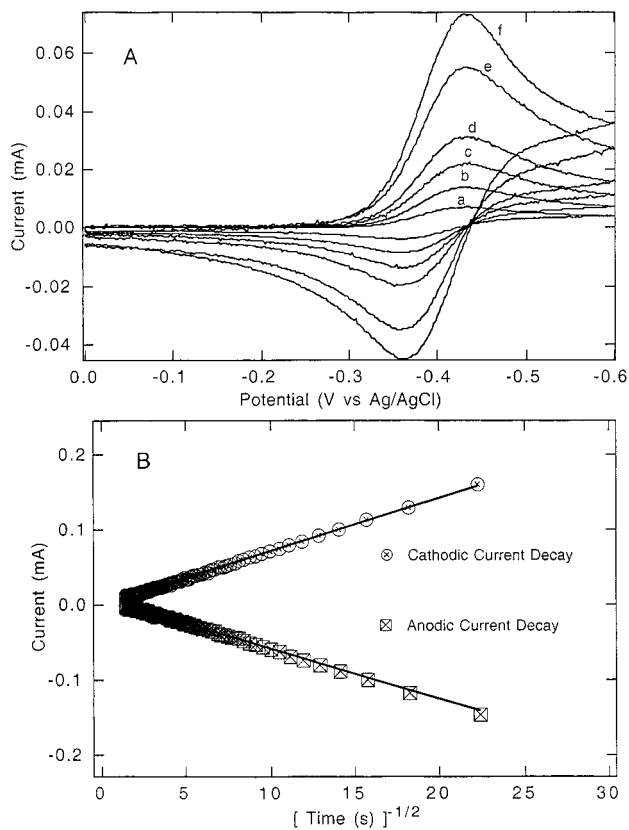 A
f
e
d
c
b
a
0.06
0.04
0.02
0.00
-0.02
-0.04
Current (mA)
0.0
-0.1
-0.2
-0.3
-0.4
-0.5
-0.6
Potential (V vs Ag/AgCl)
B
0.2
0.1
0.0
-0.1
-0.2
Current (mA)
Cathodic Current Decay
Anodic Current Decay
0
5
10
15
20
25
30
[ Time (s) ]-1/2